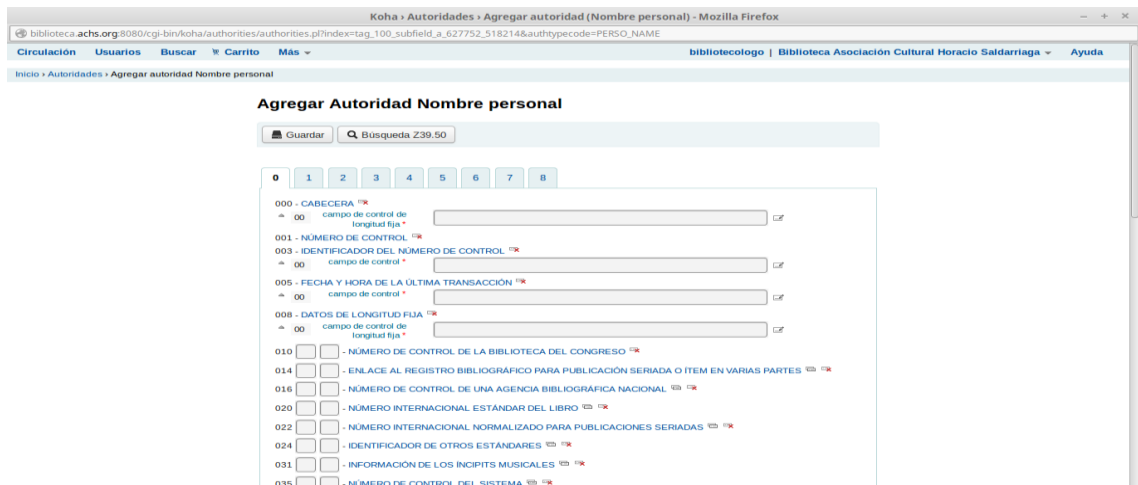 Koha › Autoridades › Agregar autoridad (Nombre personal) - Mozilla Firefox
biblioteca.achs.org:8080/cgi-bin/koha/authorities/authorities.pl?index=tag_100_subfield_a_627752_518214&authtypecode=PERSO_NAME
Circulación Usuarios Buscar Carrito Más bibliotecologo | Biblioteca Asociación Cultural Horacio Saldarriaga Ayuda
Inicio › Autoridades › Agregar autoridad Nombre personal
Agregar Autoridad Nombre personal
Guardar Búsqueda Z39.50
0 1 2 3 4 5 6 7 8
000 - CABECERA
00 campo de control de
longitud fija *
001 - NÚMERO DE CONTROL
003 - IDENTIFICADOR DEL NÚMERO DE CONTROL
00 campo de control *
005 - FECHA Y HORA DE LA ÚLTIMA TRANSACCIÓN
00 campo de control *
008 - DATOS DE LONGITUD FIJA
00 campo de control de
longitud fija *
010 - NÚMERO DE CONTROL DE LA BIBLIOTECA DEL CONGRESO
014 - ENLACE AL REGISTRO BIBLIOGRÁFICO PARA PUBLICACIÓN SERIADA O ÍTEM EN VARIAS PARTES
016 - NÚMERO DE CONTROL DE UNA AGENCIA BIBLIOGRÁFICA NACIONAL
020 - NÚMERO INTERNACIONAL ESTÁNDAR DEL LIBRO
022 - NÚMERO INTERNACIONAL NORMALIZADO PARA PUBLICACIONES SERIADAS
024 - IDENTIFICADOR DE OTROS ESTÁNDARES
031 - INFORMACIÓN DE LOS ÍNCIPITS MUSICALES
035 - NÚMERO DE CONTROL DEL SISTEMA